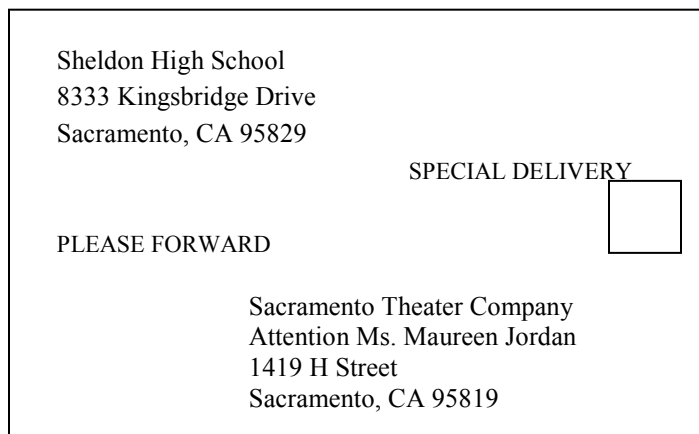 Sheldon High School
8333 Kingsbridge Drive
Sacramento, CA 95829
SPECIAL DELIVERY
PLEASE FORWARD
Sacramento Theater Company
Attention Ms. Maureen Jordan
1419 H Street
Sacramento, CA 95819